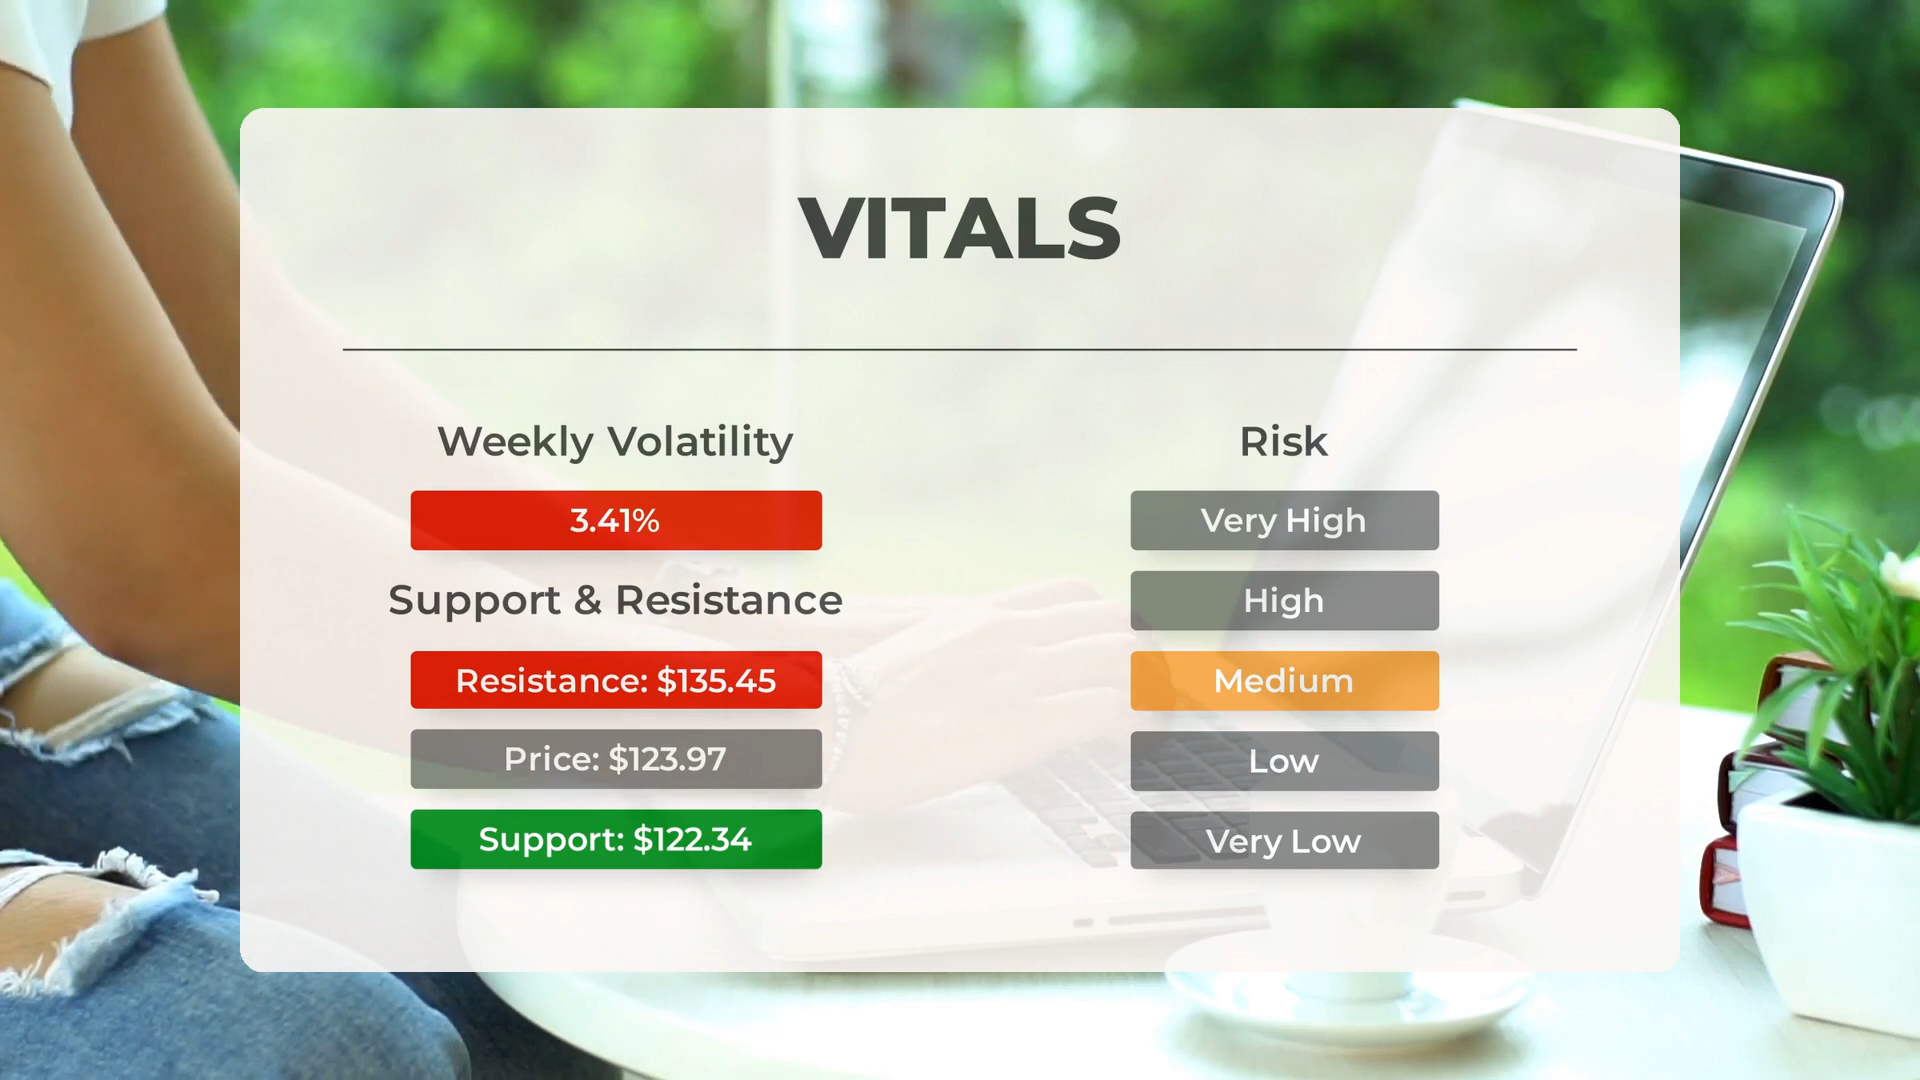 VITALS
Weekly Volatility
3.41%
Support & Resistance
Resistance: $135.45
Price: $123.97
Support: $122.34
Risk
Very High
High
Medium
Low
Very Low